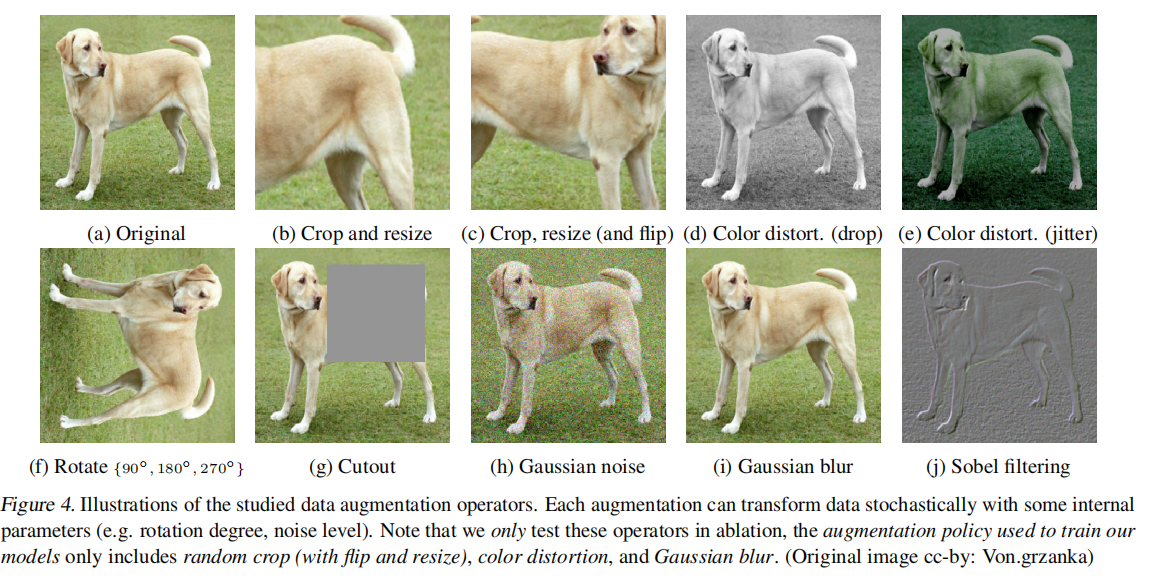 (a) Original
(b) Crop and resize
(c) Crop, resize (and flip)
(d) Color distort. (drop)
(e) Color distort. (jitter)
(f) Rotate {90°, 180°, 270°}
(g) Cutout
(h) Gaussian noise
(i) Gaussian blur
(j) Sobel filtering
Figure 4. Illustrations of the studied data augmentation operators. Each augmentation can transform data stochastically with some internal
parameters (e.g. rotation degree, noise level). Note that we only test these operators in ablation, the augmentation policy used to train our
models only includes random crop (with flip and resize), color distortion, and Gaussian blur. (Original image cc-by: Von.grzanka)